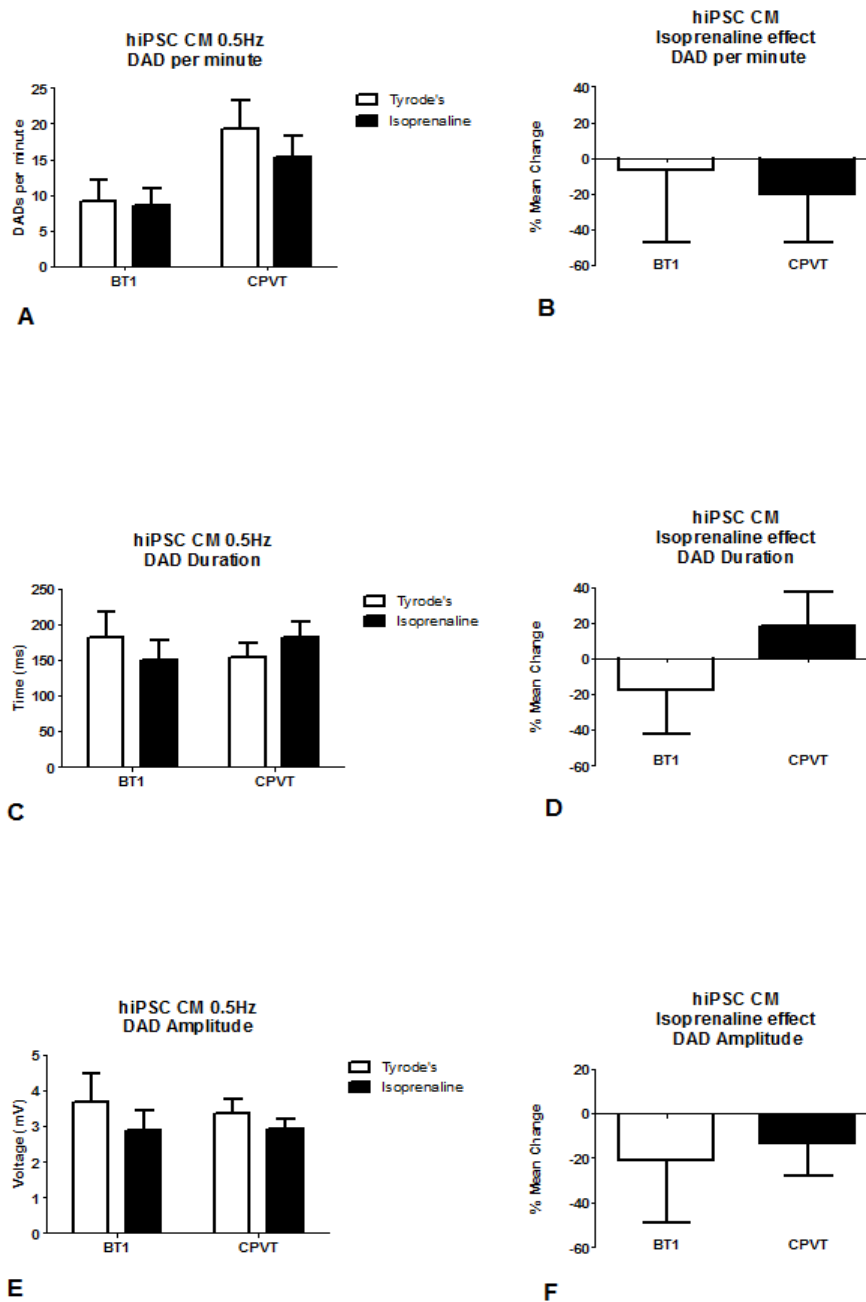 hiPSC CM 0.5Hz
DAD per minute
DADs per minute
25
20
15
10
5
0
BT1
CPVT
Tyrode's
Isoprenaline
A
hiPSC CM
Isoprenaline effect
DAD per minute
% Mean Change
40
20
0
-20
-40
-60
BT1
CPVT
B
hiPSC CM 0.5Hz
DAD Duration
Time (ms)
250
200
150
100
50
0
BT1
CPVT
Tyrode's
Isoprenaline
C
hiPSC CM
Isoprenaline effect
DAD Duration
% Mean Change
40
20
0
-20
-40
-60
BT1
CPVT
D
hiPSC CM 0.5Hz
DAD Amplitude
Voltage (mV)
5
4
3
2
1
0
BT1
CPVT
Tyrode's
Isoprenaline
E
hiPSC CM
Isoprenaline effect
DAD Amplitude
% Mean Change
20
0
-20
-40
-60
BT1
CPVT
F